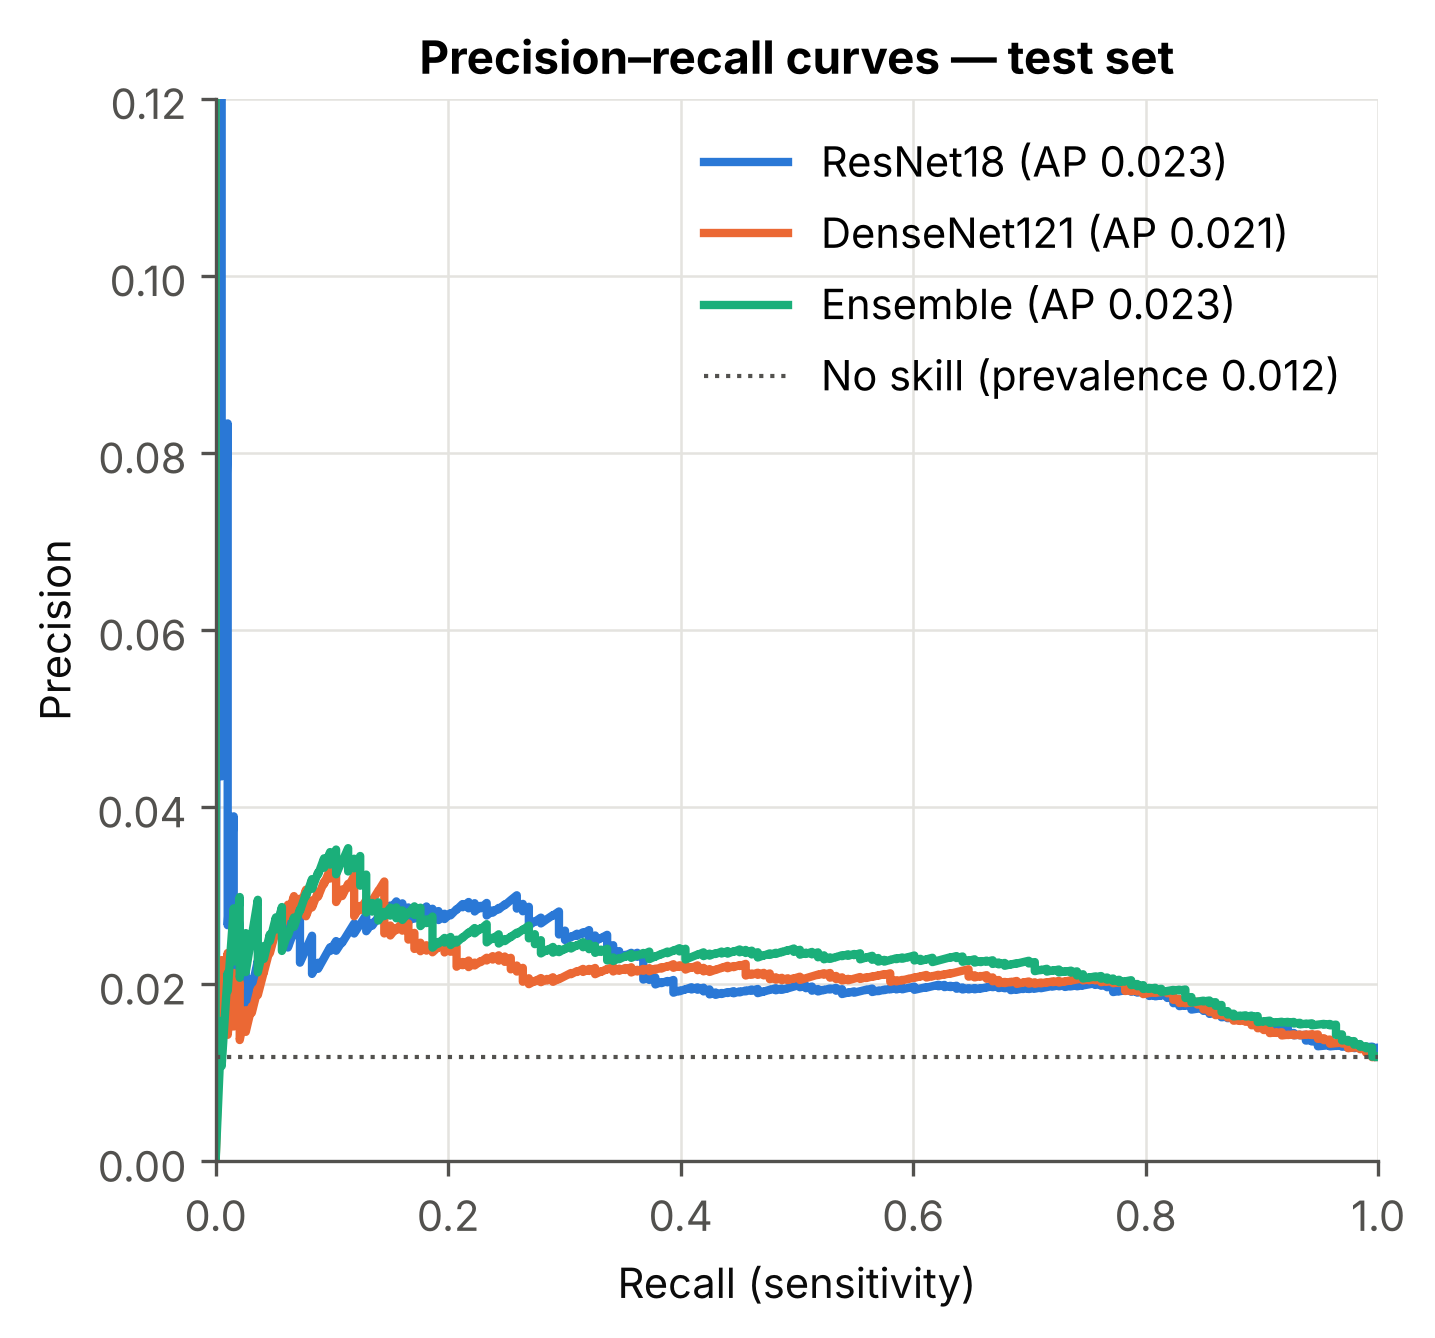 Precision–recall curves — test set
0.12
0.10
0.08
0.06
0.04
0.02
0.00
Precision
ResNet18 (AP 0.023)
DenseNet121 (AP 0.021)
Ensemble (AP 0.023)
No skill (prevalence 0.012)
0.0 0.2 0.4 0.6 0.8 1.0
Recall (sensitivity)